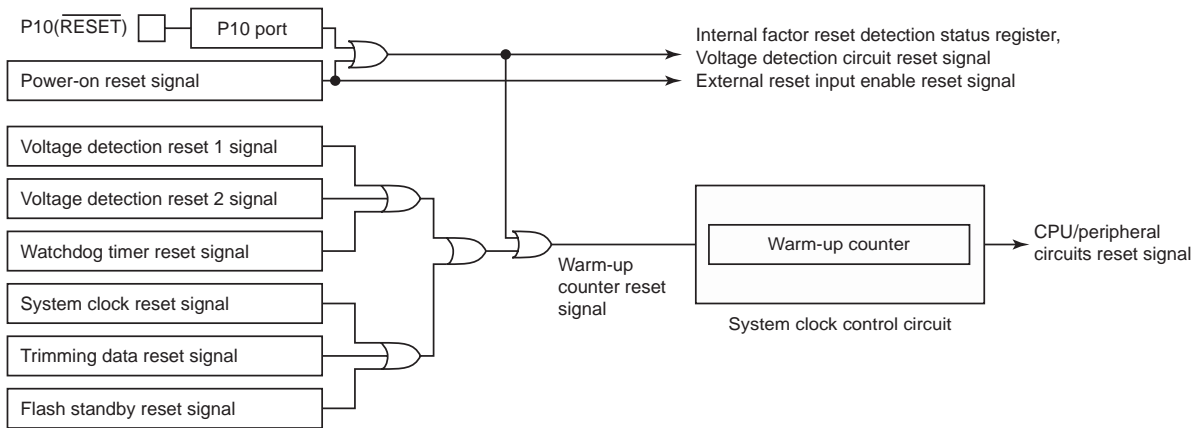 P10(RESET)
P10 port
Internal factor reset detection status register,
Voltage detection circuit reset signal
Power-on reset signal
External reset input enable reset signal
Voltage detection reset 1 signal
Voltage detection reset 2 signal
Watchdog timer reset signal
System clock reset signal
Trimming data reset signal
Flash standby reset signal
Warm-up
counter reset
signal
Warm-up counter
System clock control circuit
CPU/peripheral
circuits reset signal